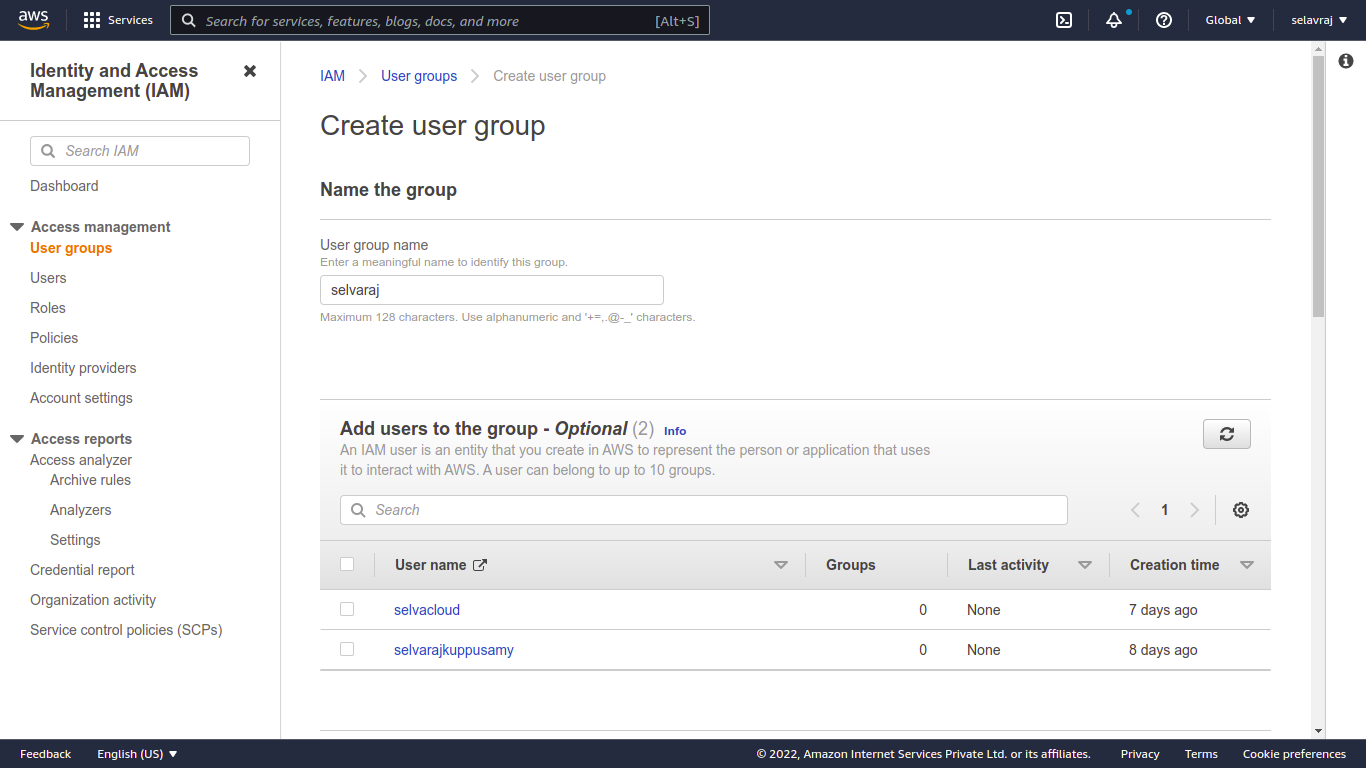 aws
Services
Search for services, features, blogs, docs, and more
[Alt+S]
Global
selavraj
Identity and Access
Management (IAM)
Search IAM
Dashboard
Access management
User groups
Users
Roles
Policies
Identity providers
Account settings
Access reports
Access analyzer
Archive rules
Analyzers
Settings
Credential report
Organization activity
Service control policies (SCPs)
IAM
User groups
Create user group
Create user group
Name the group
User group name
Enter a meaningful name to identify this group.
selvaraj
Maximum 128 characters. Use alphanumeric and '+=,.@-_' characters.
Add users to the group - Optional (2) Info
An IAM user is an entity that you create in AWS to represent the person or application that uses
it to interact with AWS. A user can belong to up to 10 groups.
Search
1
User name Groups Last activity Creation time
selvacloud 0 None 7 days ago
selvarajkuppusamy 0 None 8 days ago
Feedback
English (US)
© 2022, Amazon Internet Services Private Ltd. or its affiliates.
Privacy
Terms
Cookie preferences